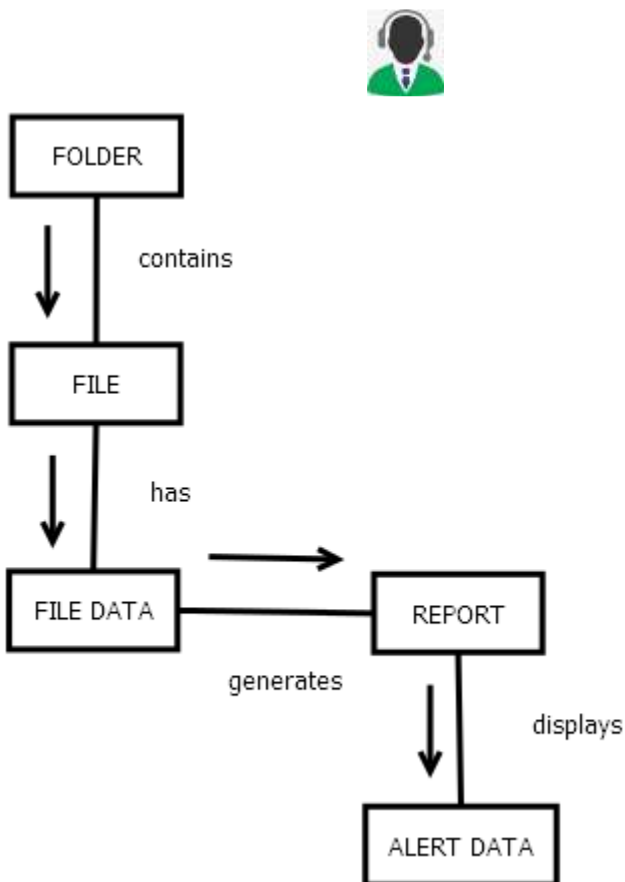 FOLDER
contains
FILE
has
FILE DATA
REPORT
generates
displays
ALERT DATA